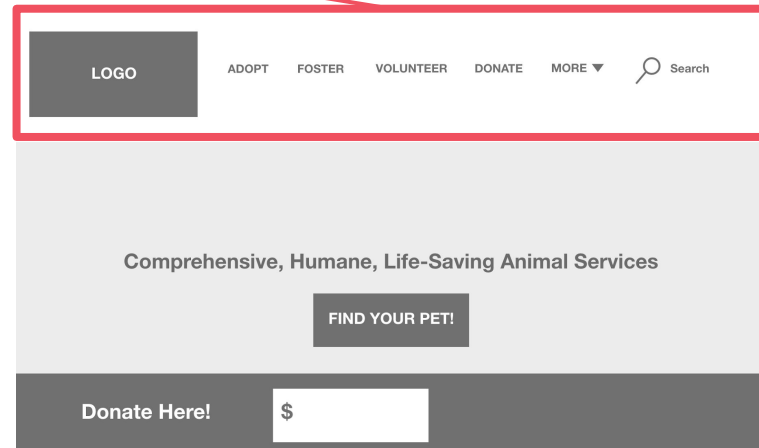 LOGO ADOPT FOSTER VOLUNTEER DONATE MORE ▼ Search
Comprehensive, Humane, Life-Saving Animal Services
FIND YOUR PET!
Donate Here! $